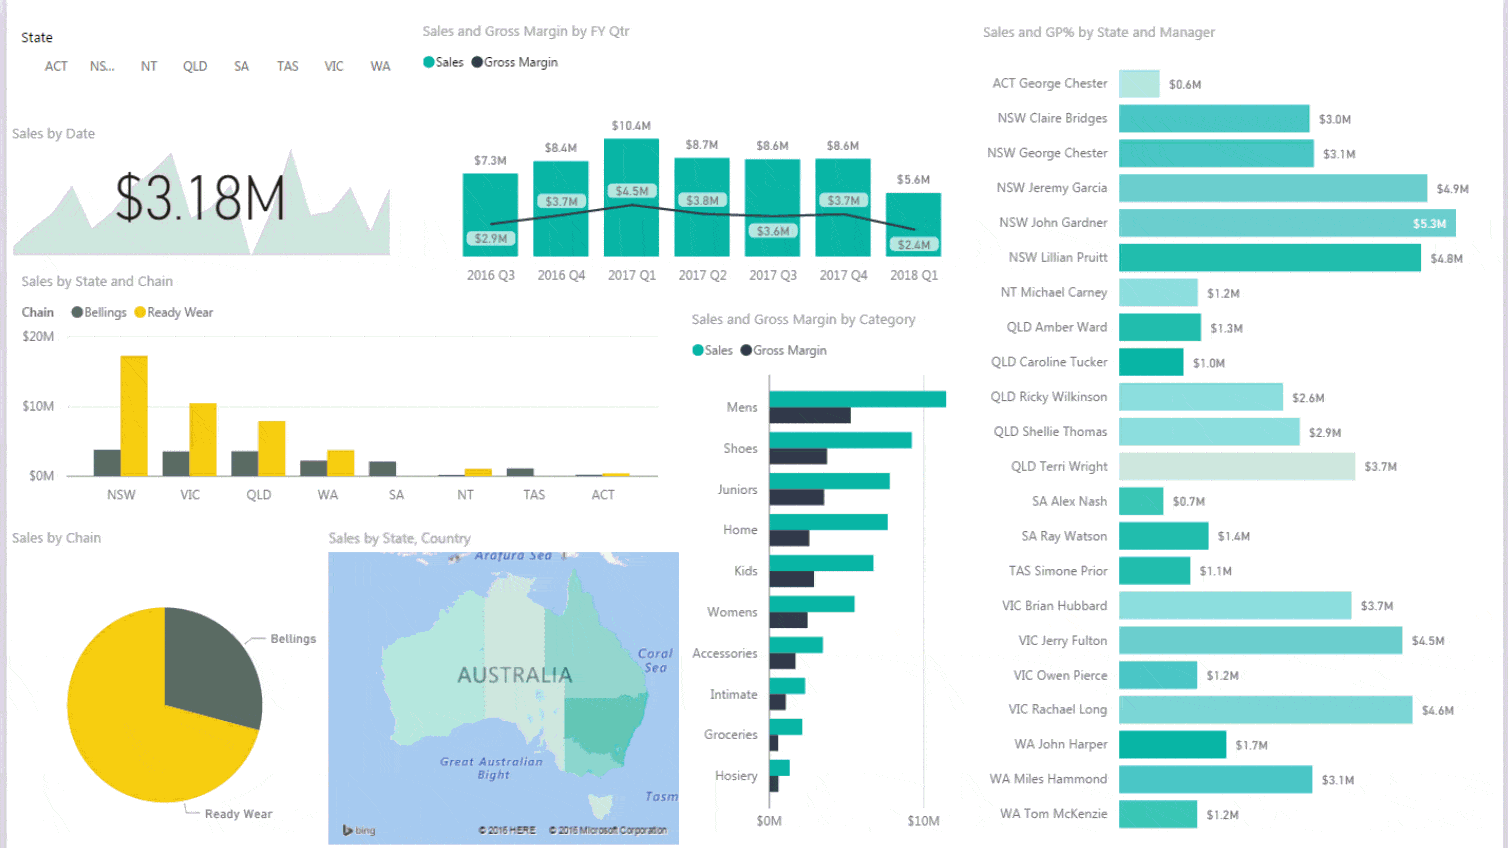 State
ACT NS... NT QLD SA TAS VIC WA
Sales by Date
$3.18M
Sales by State and Chain
Chain Bellings Ready Wear
$20M
$10M
$0M
NSW VIC QLD WA SA NT TAS ACT
Sales by Chain
Bellings
Ready Wear
Sales by State, Country
Arafura Sea
AUSTRALIA
Coral
Sea
Great Australian
Bight
Tasm
bing
© 2016 HERE © 2016 Microsoft Corporation
Sales and Gross Margin by FY Qtr
Sales Gross Margin
$7.3M $8.4M $10.4M $8.7M $8.6M $8.6M $5.6M
$2.9M $3.7M $4.5M $3.8M $3.6M $3.7M $2.4M
2016 Q3 2016 Q4 2017 Q1 2017 Q2 2017 Q3 2017 Q4 2018 Q1
Sales and Gross Margin by Category
Sales Gross Margin
Mens
Shoes
Juniors
Home
Kids
Womens
Accessories
Intimate
Groceries
Hosiery
$0M $10M
Sales and GP% by State and Manager
ACT George Chester $0.6M
NSW Claire Bridges $3.0M
NSW George Chester $3.1M
NSW Jeremy Garcia $4.9M
NSW John Gardner $5.3M
NSW Lillian Pruitt $4.8M
NT Michael Carney $1.2M
QLD Amber Ward $1.3M
QLD Caroline Tucker $1.0M
QLD Ricky Wilkinson $2.6M
QLD Shellie Thomas $2.9M
QLD Terri Wright $3.7M
SA Alex Nash $0.7M
SA Ray Watson $1.4M
TAS Simone Prior $1.1M
VIC Brian Hubbard $3.7M
VIC Jerry Fulton $4.5M
VIC Owen Pierce $1.2M
VIC Rachael Long $4.6M
WA John Harper $1.7M
WA Miles Hammond $3.1M
WA Tom McKenzie $1.2M